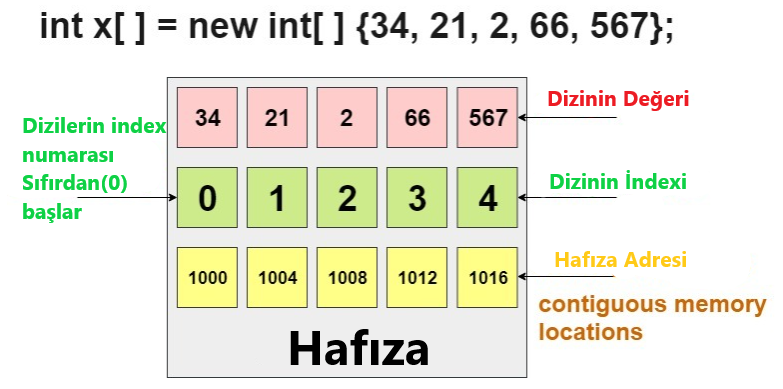 int x[ ] = new int[ ] {34, 21, 2, 66, 567};
34 21 2 66 567
Dizinin Değeri
Dizilerin index
numarası
Sıfırdan(0)
başlar
0 1 2 3 4
Dizinin İndexi
1000 1004 1008 1012 1016
Hafıza Adresi
contiguous memory
locations
Hafıza